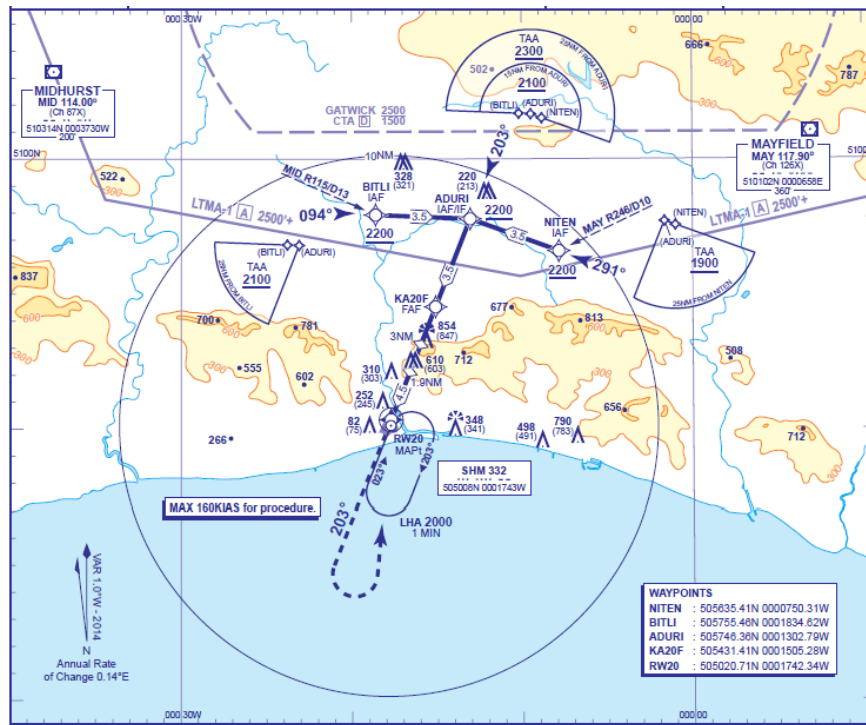 000 30W
000 00W
TAA
2300
25NM FROM ADURI
15NM FROM ADURI
2100
(BITLI)
(ADURI)
(NITEN)
502
666
787
300
MIDHURST
MID 114.00°
(Ch 87X)
510314N 0003730W
200'
GATWICK 2500
CTA D 1500
MAYFIELD
MAY 117.90°
(Ch 126X)
510102N 0000658E
360'
5100N
5100N
522
300
10NM
328
(321)
220
(213)
203°
MID R115/D13
BITLI
IAF
094°
2200
3.5
ADURI
IAF/IF
2200
3.5
NITEN
IAF
2200
MAY R246/D10
291°
LTMA-1 A 2500'+
LTMA-1 A 2500'+
(BITLI)
(ADURI)
TAA
2100
25NM FROM BITLI
(NITEN)
(ADURI)
TAA
1900
25NM FROM NITEN
3.5
KA20F
FAF
837
600
300
700
600
781
555
602
300
266
3NM
854
(847)
610
(603)
1.9NM
4.5
310
(303)
252
(245)
82
(75)
677
600
813
712
300
508
656
712
348
(341)
498
(491)
790
(783)
RW20
MAPt
023°
203°
203°
SHM 332
505008N 0001743W
MAX 160KIAS for procedure.
LHA 2000
1 MIN
VAR 1.0°W - 2014
N
Annual Rate
of Change 0.14°E
WAYPOINTS
NITEN : 505635.41N 0000750.31W
BITLI : 505755.46N 0001834.62W
ADURI : 505746.36N 0001302.79W
KA20F : 505431.41N 0001505.28W
RW20 : 505020.71N 0001742.34W
000 30W
000 00W